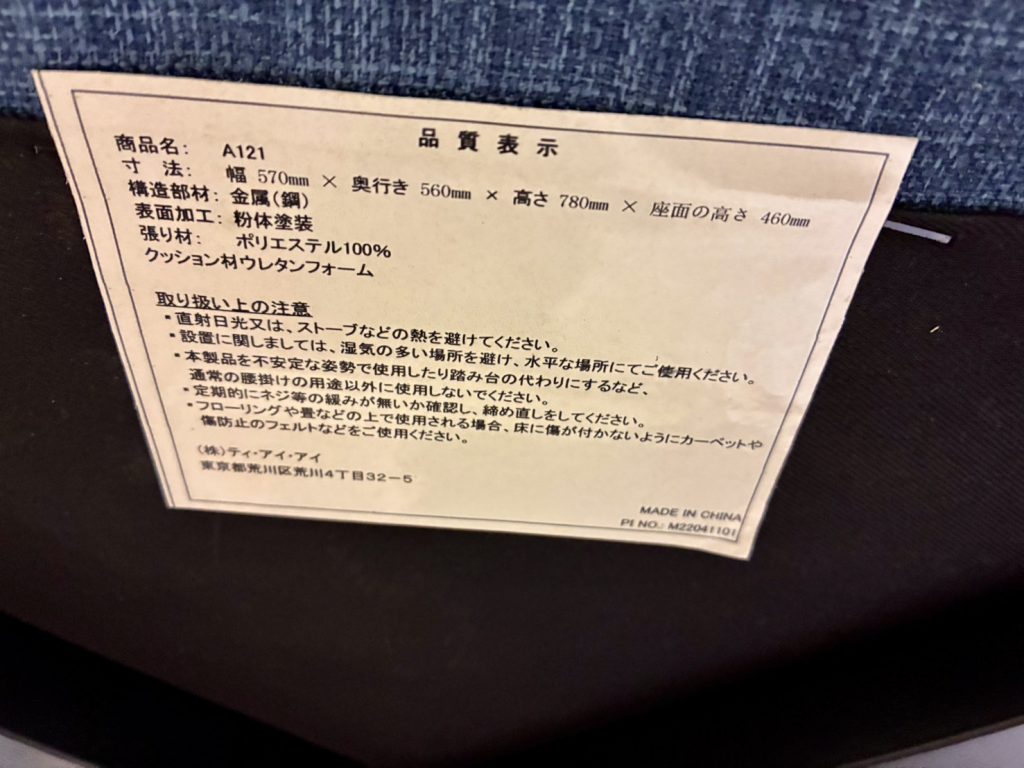 品質表示
商品名: A121
寸 法: 幅 570mm × 奥行き 560mm × 高さ 780mm × 座面の高さ 460mm
構造部材: 金属(鋼)
表面加工: 粉体塗装
張り材: ポリエステル100%
クッション材ウレタンフォーム
取り扱い上の注意
・直射日光又は、ストーブなどの熱を避けてください。
・設置に関しましては、湿気の多い場所を避け、水平な場所にてご使用ください。
・本製品を不安定な姿勢で使用したり踏み台の代わりにするなど、
通常の腰掛けの用途以外に使用しないでください。
・定期的にネジ等の緩みが無いか確認し、締め直しをしてください。
・フローリングや畳などの上で使用される場合、床に傷が付かないようにカーペットや
傷防止のフェルトなどをご使用ください。
(株)ティ・アイ・アイ
東京都荒川区荒川4丁目32-5
MADE IN CHINA
PI NO.: M22041101